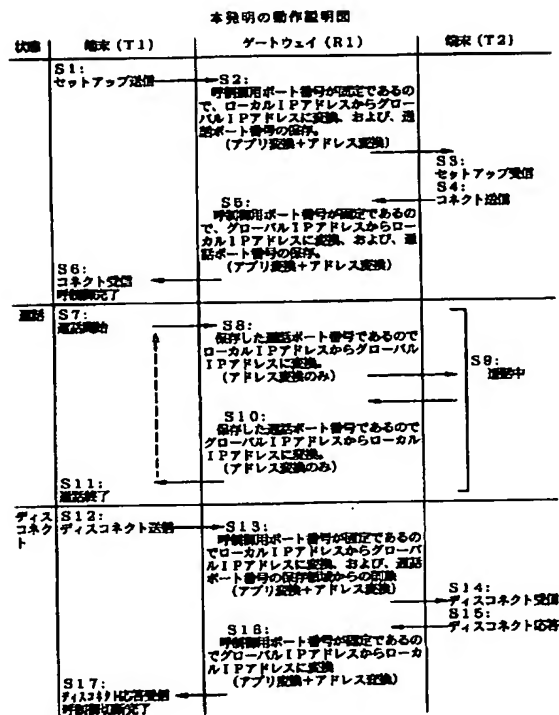 本発明の動作説明図
状態 端末(T1) ゲートウェイ(R1) 端末(T2)
S1:
セットアップ送信
S2:
呼制御用ポート番号が固定であるの
で、ローカルIPアドレスからグロー
バルIPアドレスに変換、および、通
話ポート番号の保存。
(アプリ変換+アドレス変換)
S3:
セットアップ受信
S4:
コネクト送信
S5:
呼制御用ポート番号が固定であるの
で、グローバルIPアドレスからロー
カルIPアドレスに変換、および、通
話ポート番号の保存。
(アプリ変換+アドレス変換)
S6:
コネクト受信
呼制御完了
通話
S7:
通話開始
S8:
保存した通話ポート番号であるので
ローカルIPアドレスからグローバル
IPアドレスに変換。
(アドレス変換のみ)
S9:
通話中
S10:
保存した通話ポート番号であるので
グローバルIPアドレスからローカル
IPアドレスに変換。
(アドレス変換のみ)
S11:
通話終了
ディス
コネク
ト
S12:
ディスコネクト送信
S13:
呼制御用ポート番号が固定であるの
でローカルIPアドレスからグローバ
ルIPアドレスに変換、および、通話
ポート番号の保存領域からの削除
(アプリ変換+アドレス変換)
S14:
ディスコネクト受信
S15:
ディスコネクト応答
S16:
呼制御用ポート番号が固定であるの
でグローバルIPアドレスからローカ
ルIPアドレスに変換
(アプリ変換+アドレス変換)
S17:
ディスコネクト応答受信
呼制御切断完了